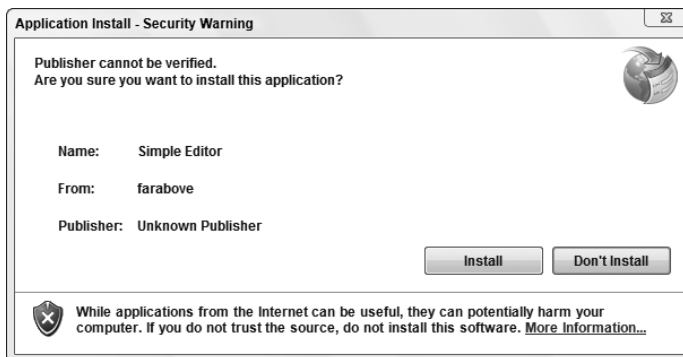 Application Install - Security Warning
Publisher cannot be verified.
Are you sure you want to install this application?
Name: Simple Editor
From: farabove
Publisher: Unknown Publisher
Install Don't Install
While applications from the Internet can be useful, they can potentially harm your
computer. If you do not trust the source, do not install this software. More Information...